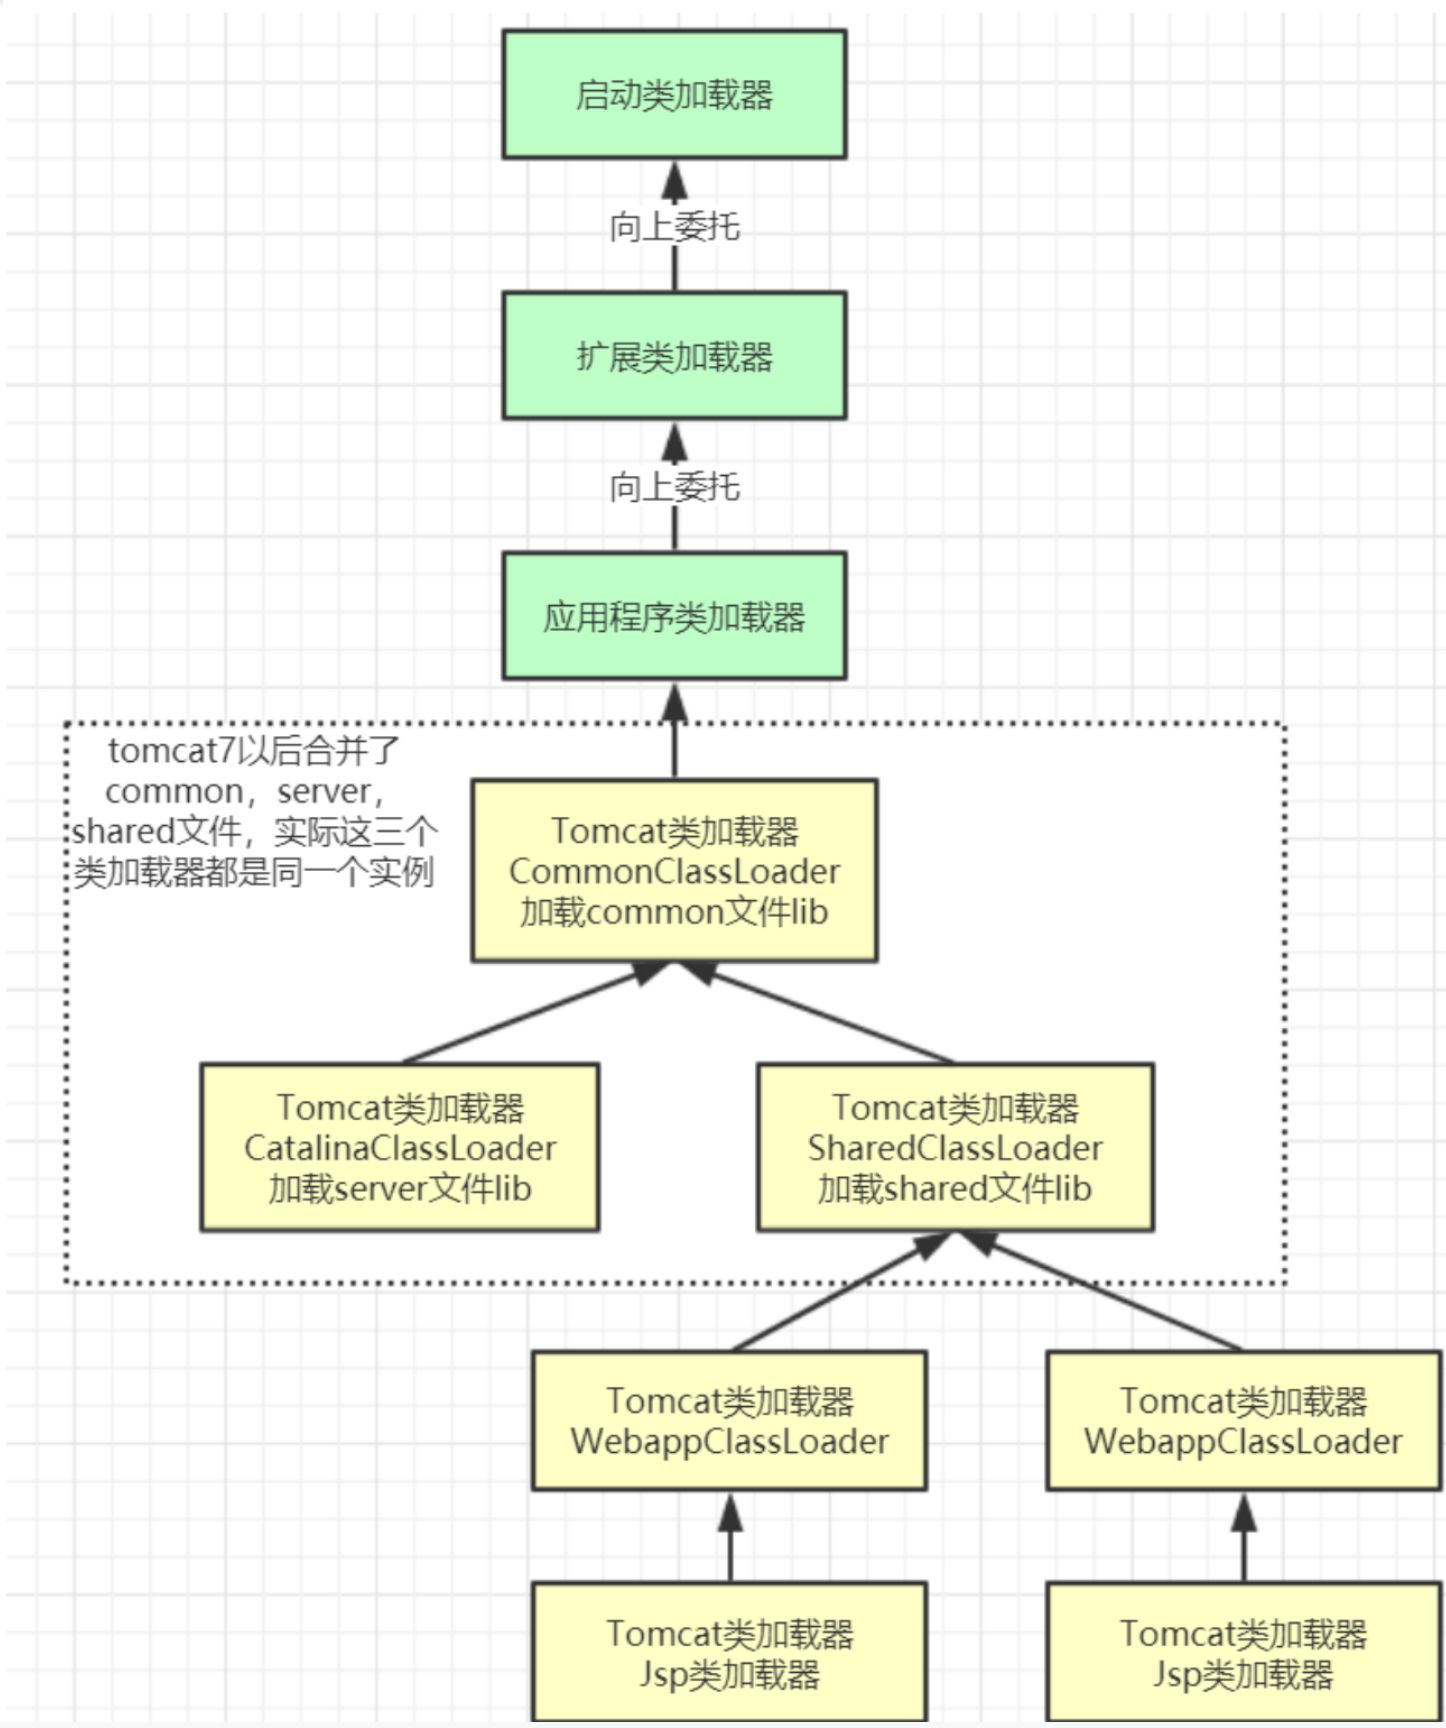 启动类加载器
向上委托
扩展类加载器
向上委托
应用程序类加载器
tomcat7以后合并了
common，server，
shared文件，实际这三个
类加载器都是同一个实例
Tomcat类加载器
CommonClassLoader
加载common文件lib
Tomcat类加载器
CatalinaClassLoader
加载server文件lib
Tomcat类加载器
SharedClassLoader
加载shared文件lib
Tomcat类加载器
WebappClassLoader
Tomcat类加载器
WebappClassLoader
Tomcat类加载器
Jsp类加载器
Tomcat类加载器
Jsp类加载器